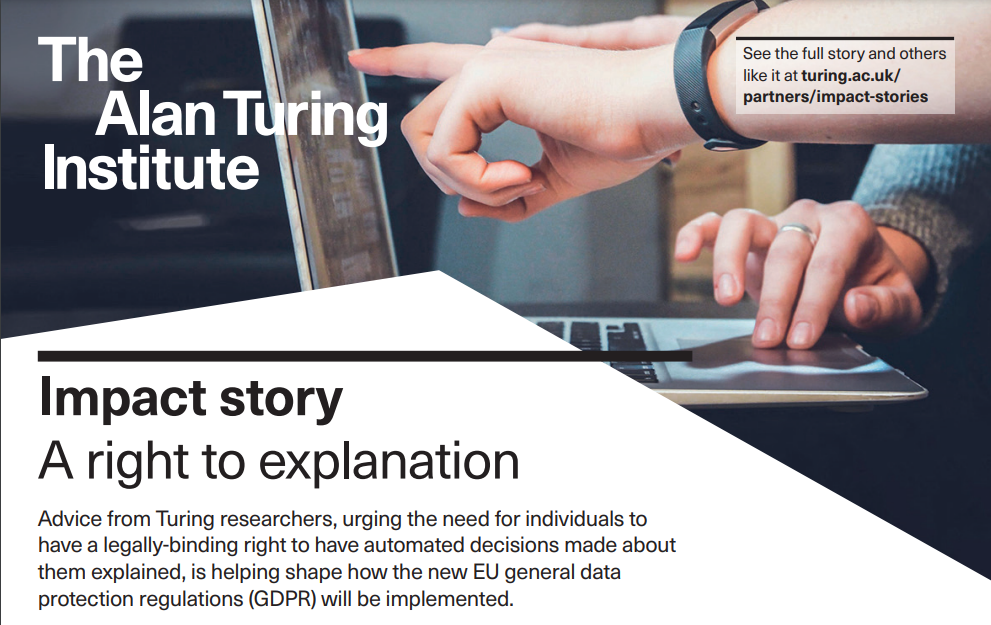 The
Alan Turing
Institute
See the full story and others
like it at turing.ac.uk/
partners/impact-stories
Impact story
A right to explanation
Advice from Turing researchers, urging the need for individuals to
have a legally-binding right to have automated decisions made about
them explained, is helping shape how the new EU general data
protection regulations (GDPR) will be implemented.